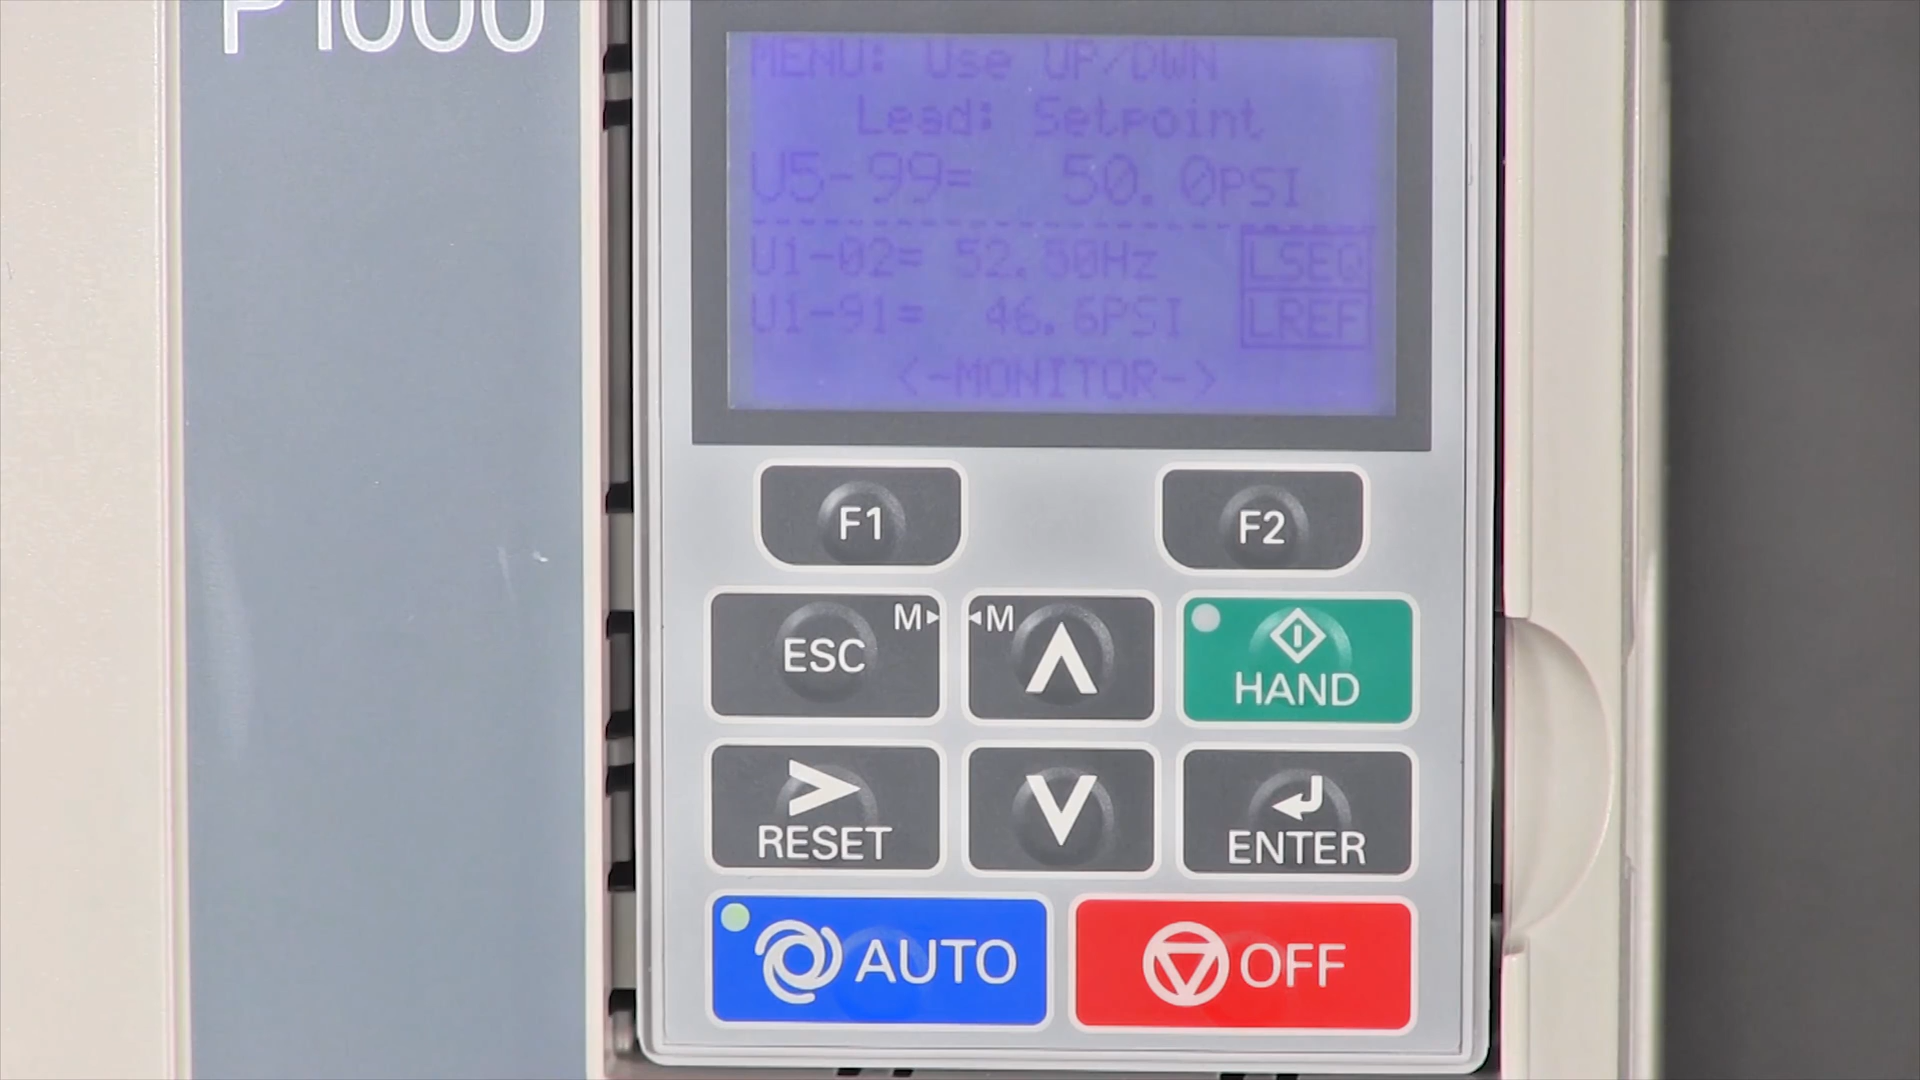 P1000
MENU: Use UP/DWN
Lead: Setpoint
U5-99= 50.0PSI
U1-02= 52.50Hz LSEQ
U1-91= 46.6PSI LREF
<-MONITOR->
F1 F2
ESC M▸ ◂M HAND
RESET ENTER
AUTO OFF